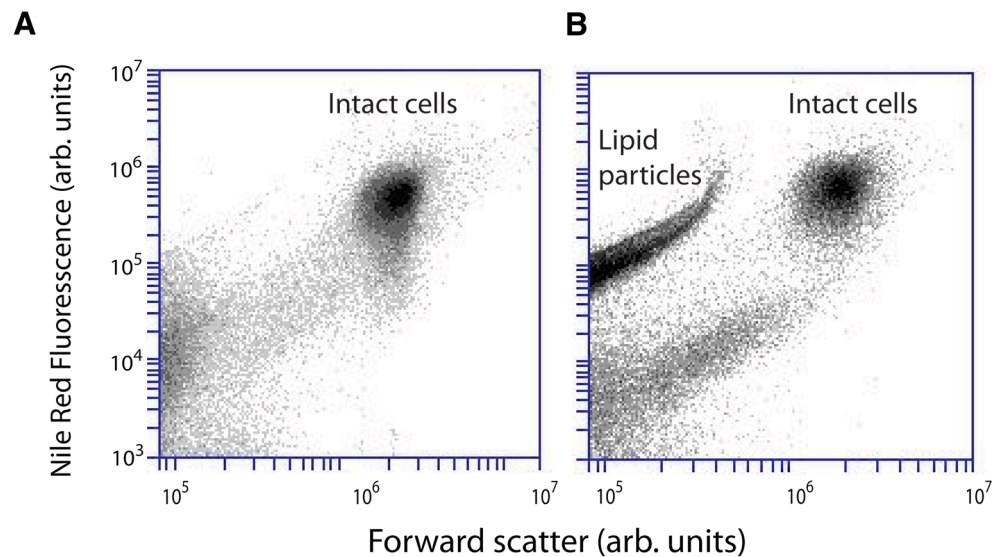 A
B
Nile Red Fluorescence (arb. units)
10^7
10^6
10^5
10^4
10^3
Intact cells
Lipid
particles
Intact cells
10^5
10^6
10^7
10^5
10^6
10^7
Forward scatter (arb. units)